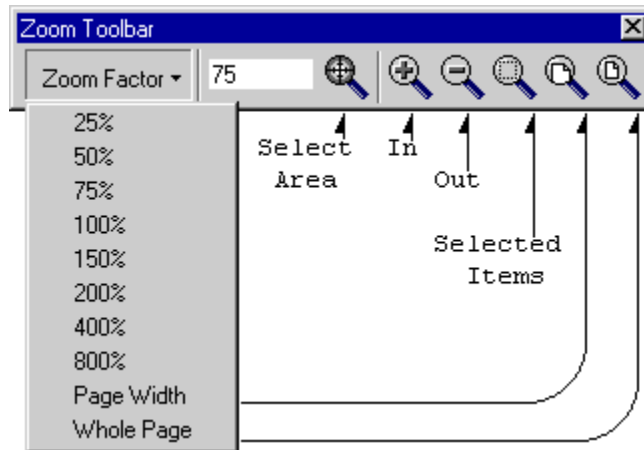 Zoom Toolbar
Zoom Factor
75
25%
50%
75%
100%
150%
200%
400%
800%
Page Width
Whole Page
Select
Area
In
Out
Selected
Items